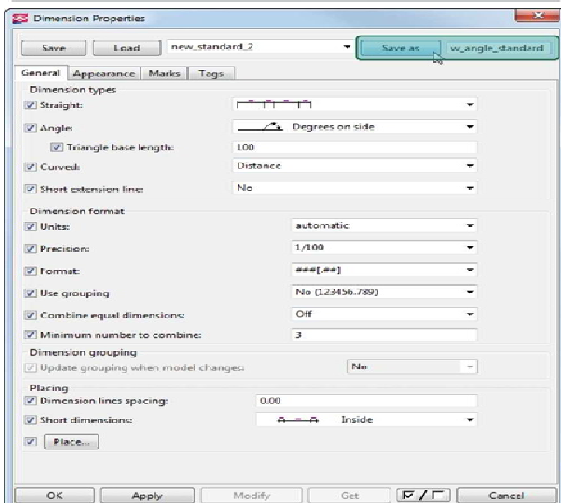 Dimension Properties
Save Load new_standard_2 Save as w_angle_standard
General Appearance Marks Tags
Dimension types
Straight:
Angle: Degrees on side
Triangle base length: 100
Curved: Distance
Short extension line: No
Dimension format
Units: automatic
Precision: 1/100
Format: ###[.##]
Use grouping No (123456.789)
Combine equal dimensions: Off
Minimum number to combine: 3
Dimension grouping
Update grouping when model changes: No
Placing
Dimension lines spacing: 0.00
Short dimensions: Inside
Place...
OK Apply Modify Get Cancel